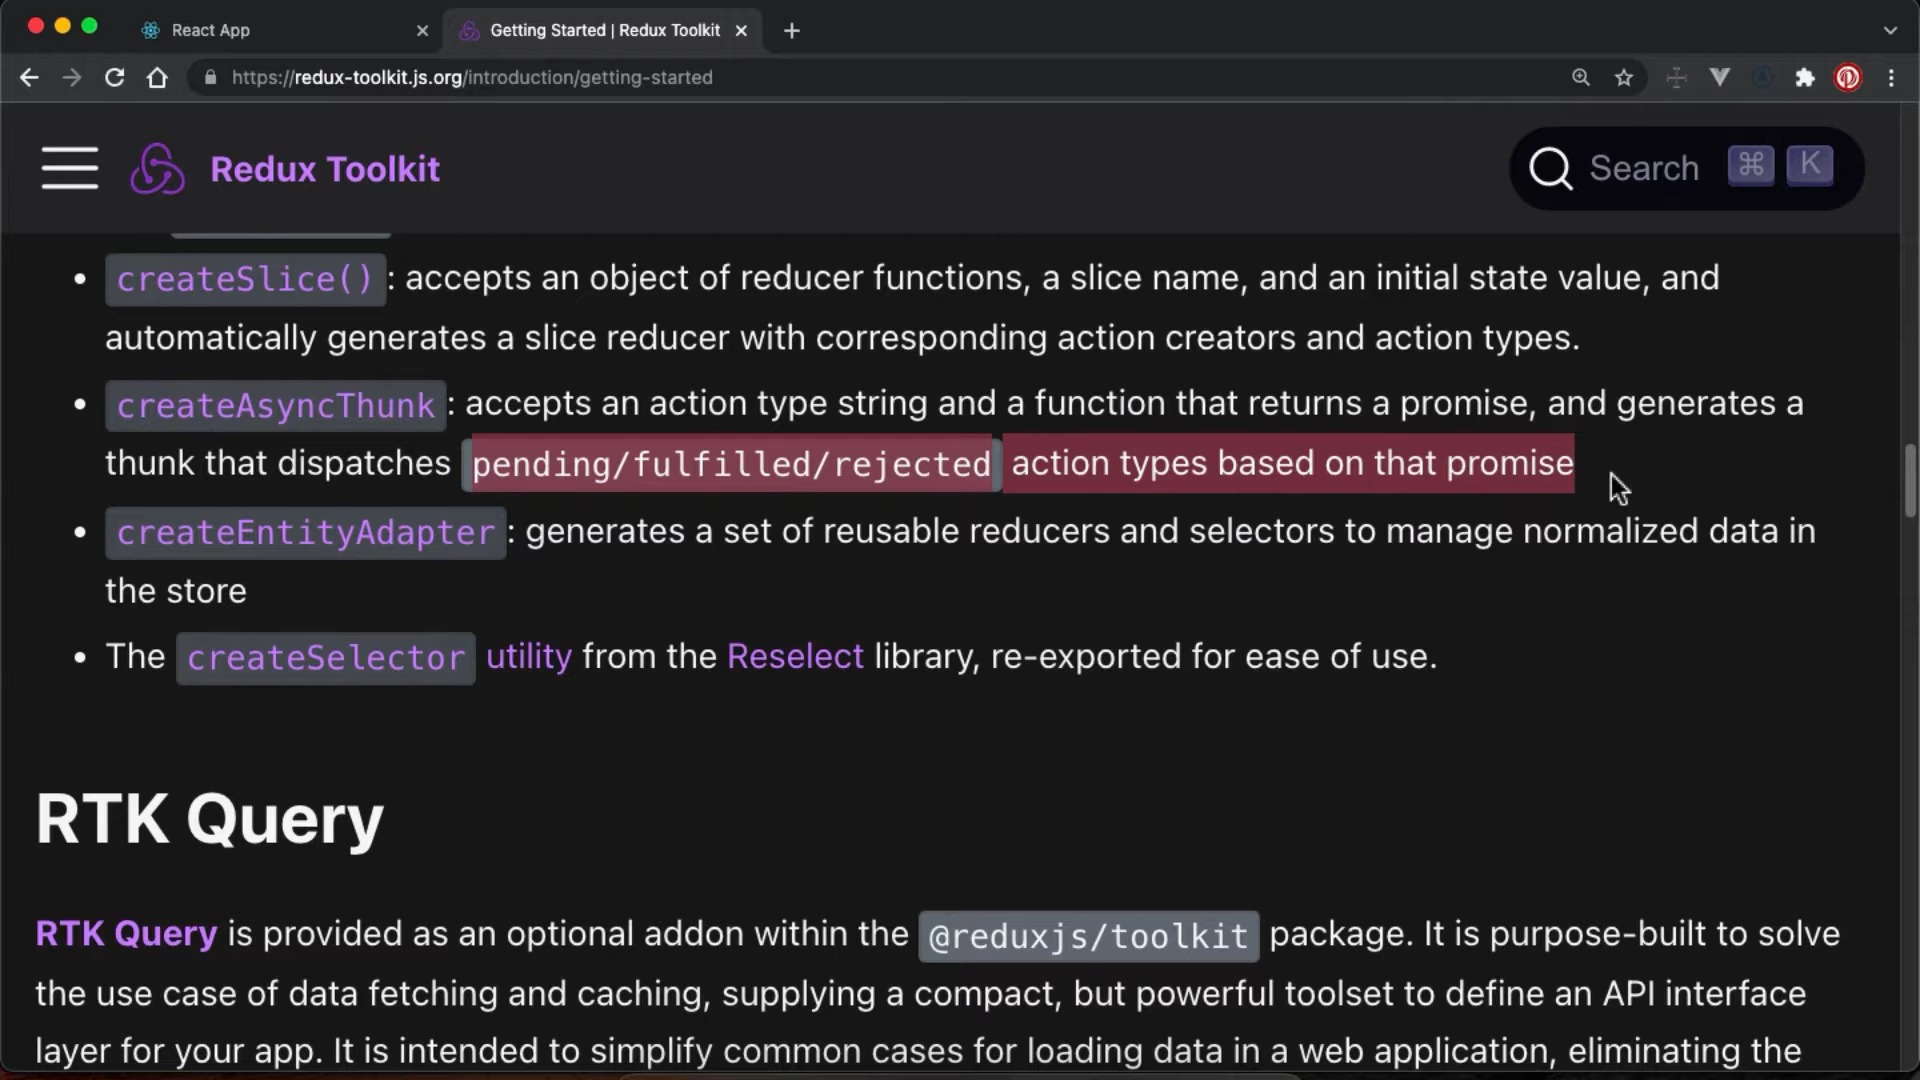 React App
Getting Started | Redux Toolkit
https://redux-toolkit.js.org/introduction/getting-started
Redux Toolkit
Search ⌘ K
• createSlice() : accepts an object of reducer functions, a slice name, and an initial state value, and
automatically generates a slice reducer with corresponding action creators and action types.
• createAsyncThunk : accepts an action type string and a function that returns a promise, and generates a
thunk that dispatches pending/fulfilled/rejected action types based on that promise
• createEntityAdapter : generates a set of reusable reducers and selectors to manage normalized data in
the store
• The createSelector utility from the Reselect library, re-exported for ease of use.
RTK Query
RTK Query is provided as an optional addon within the @reduxjs/toolkit package. It is purpose-built to solve
the use case of data fetching and caching, supplying a compact, but powerful toolset to define an API interface
layer for your app. It is intended to simplify common cases for loading data in a web application, eliminating the